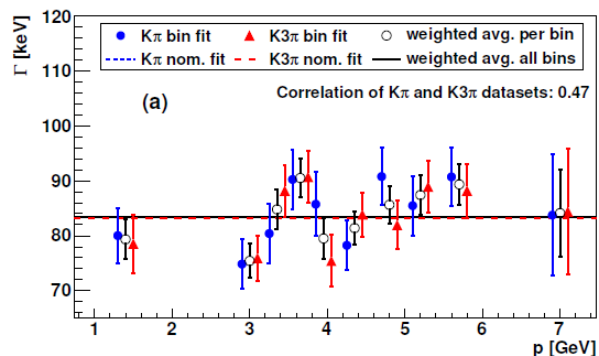 Γ [keV]
120
110
100
90
80
70
Kπ bin fit
K3π bin fit
weighted avg. per bin
Kπ nom. fit
K3π nom. fit
weighted avg. all bins
Correlation of Kπ and K3π datasets: 0.47
(a)
1 2 3 4 5 6 7
p [GeV]